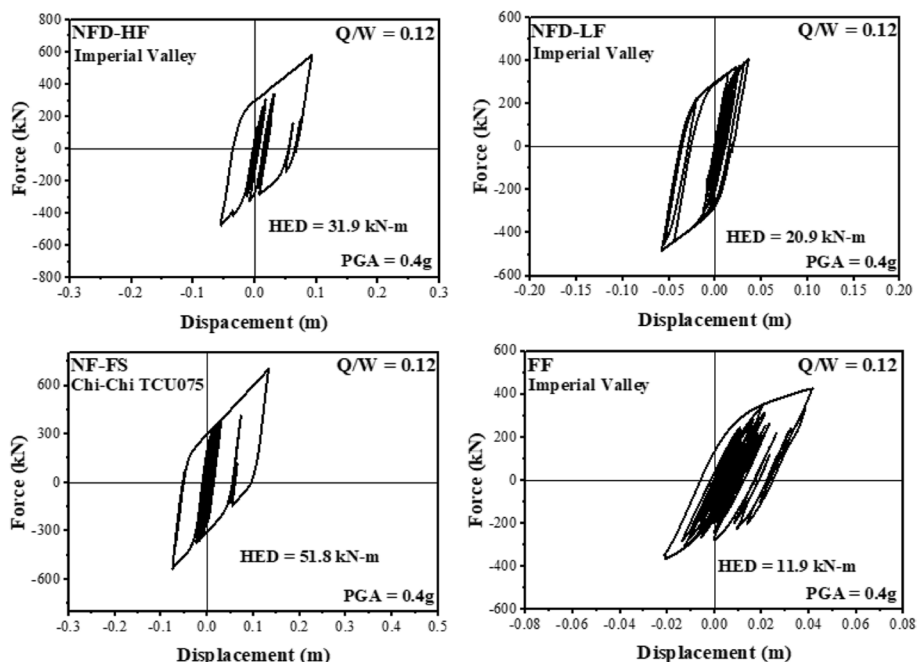 NFD-HF
Q/W = 0.12
Imperial Valley
800
600
400
200
0
-200
-400
-600
800
Force (kN)
HED = 31.9 kN-m
PGA = 0.4g
-0.3 -0.2 -0.1 0.0 0.1 0.2 0.3
Dispacement (m)
NFD-LF
Q/W = 0.12
Imperial Valley
600
400
200
0
-200
-400
-600
Force (kN)
HED = 20.9 kN-m
PGA = 0.4g
-0.20 -0.15 -0.10 -0.05 0.00 0.05 0.10 0.15 0.20
Displacement (m)
NF-FS
Q/W = 0.12
Chi-Chi TCU075
600
300
0
-300
-600
Force (kN)
HED = 51.8 kN-m
PGA = 0.4g
-0.3 -0.2 -0.1 0.0 0.1 0.2 0.3 0.4 0.5
Displacement (m)
FF
Q/W = 0.12
Imperial Valley
600
400
200
0
-200
-400
-600
Force (kN)
HED = 11.9 kN-m
PGA = 0.4g
-0.08 -0.06 -0.04 -0.02 0.00 0.02 0.04 0.06 0.08
Displacement (m)